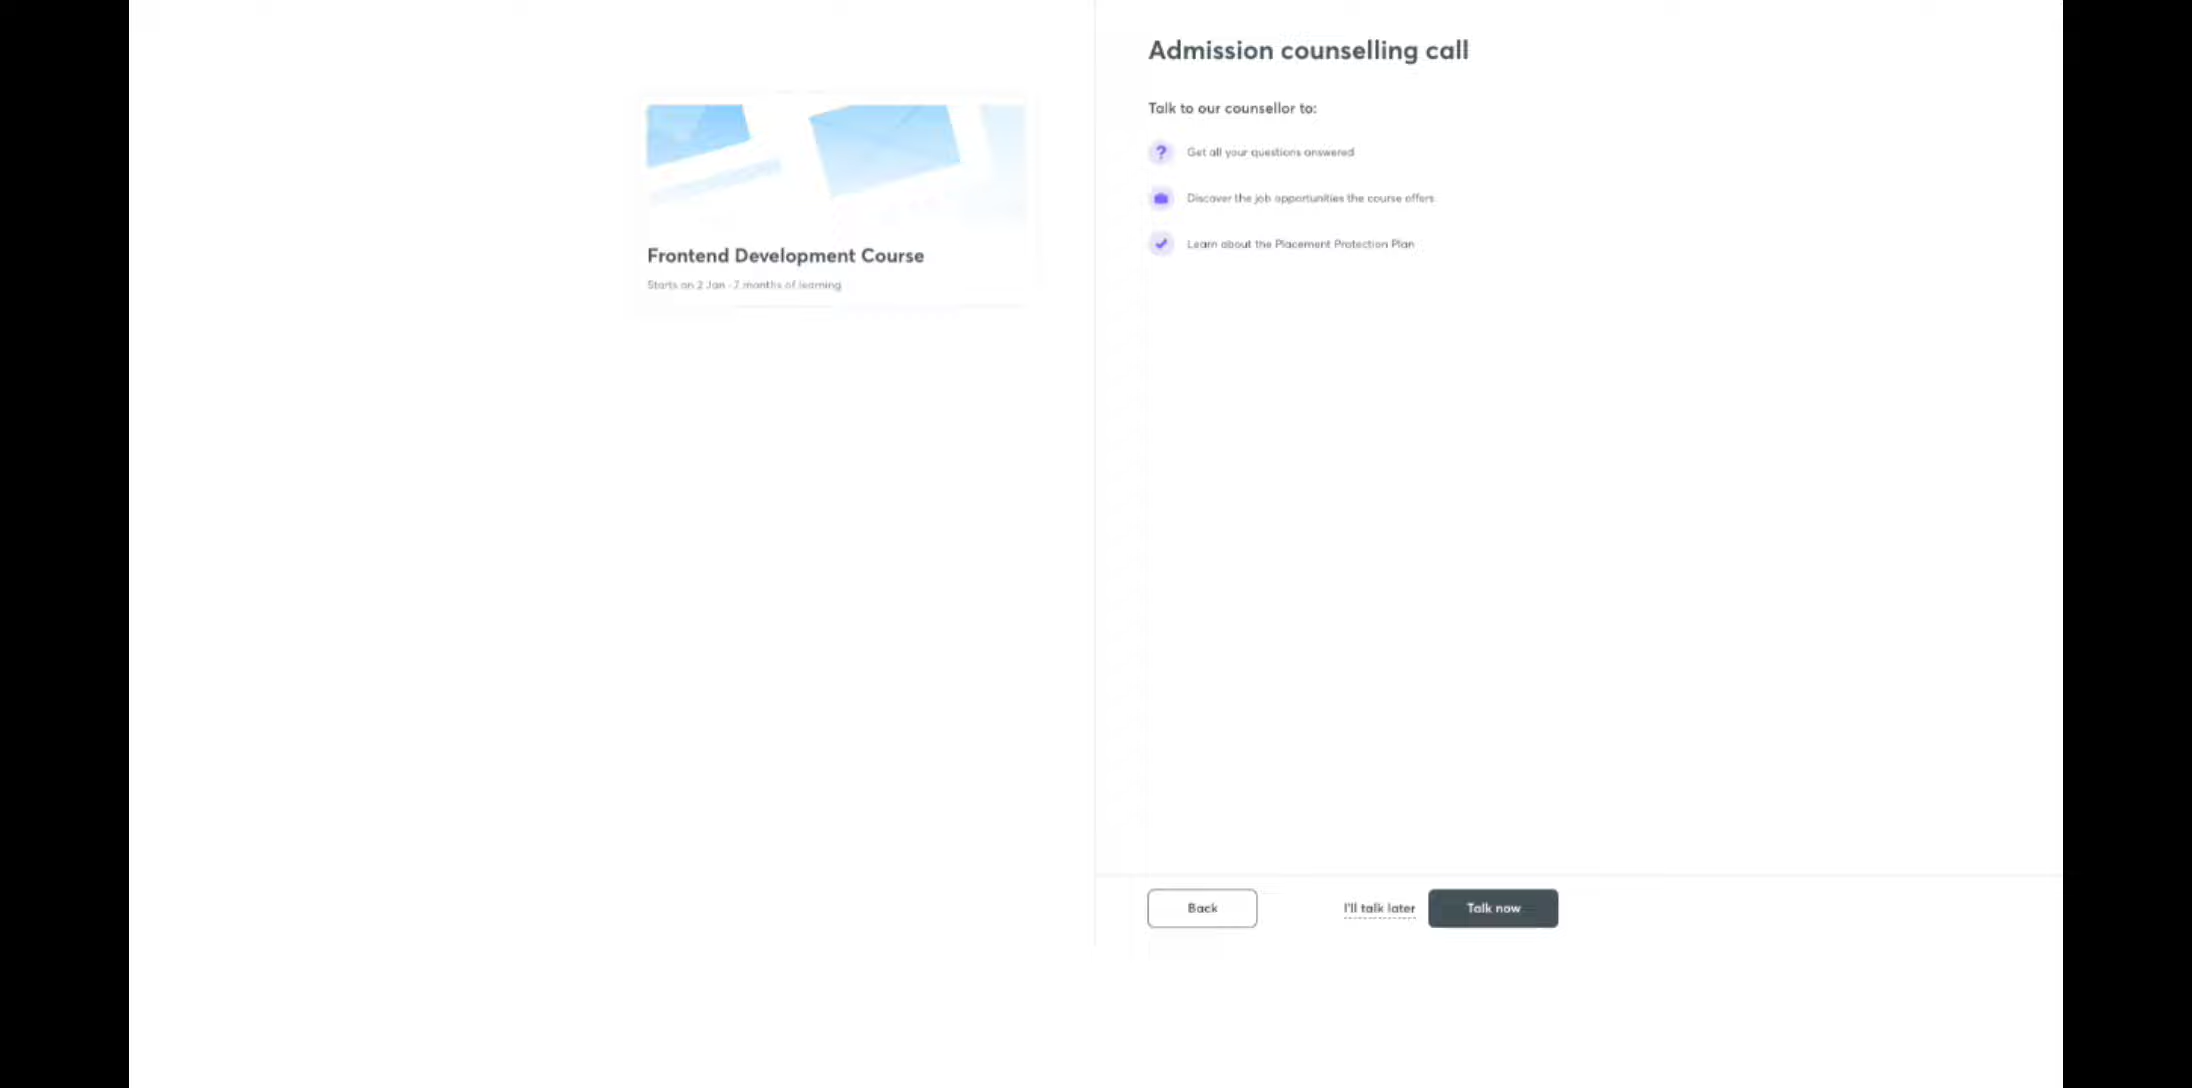 Admission counselling call
Talk to our counsellor to:
Get all your questions answered
Discover the job opportunities the course offers
Learn about the Placement Protection Plan
Frontend Development Course
Starts on 2 Jan · 7 months of learning
Back
I'll talk later
Talk now